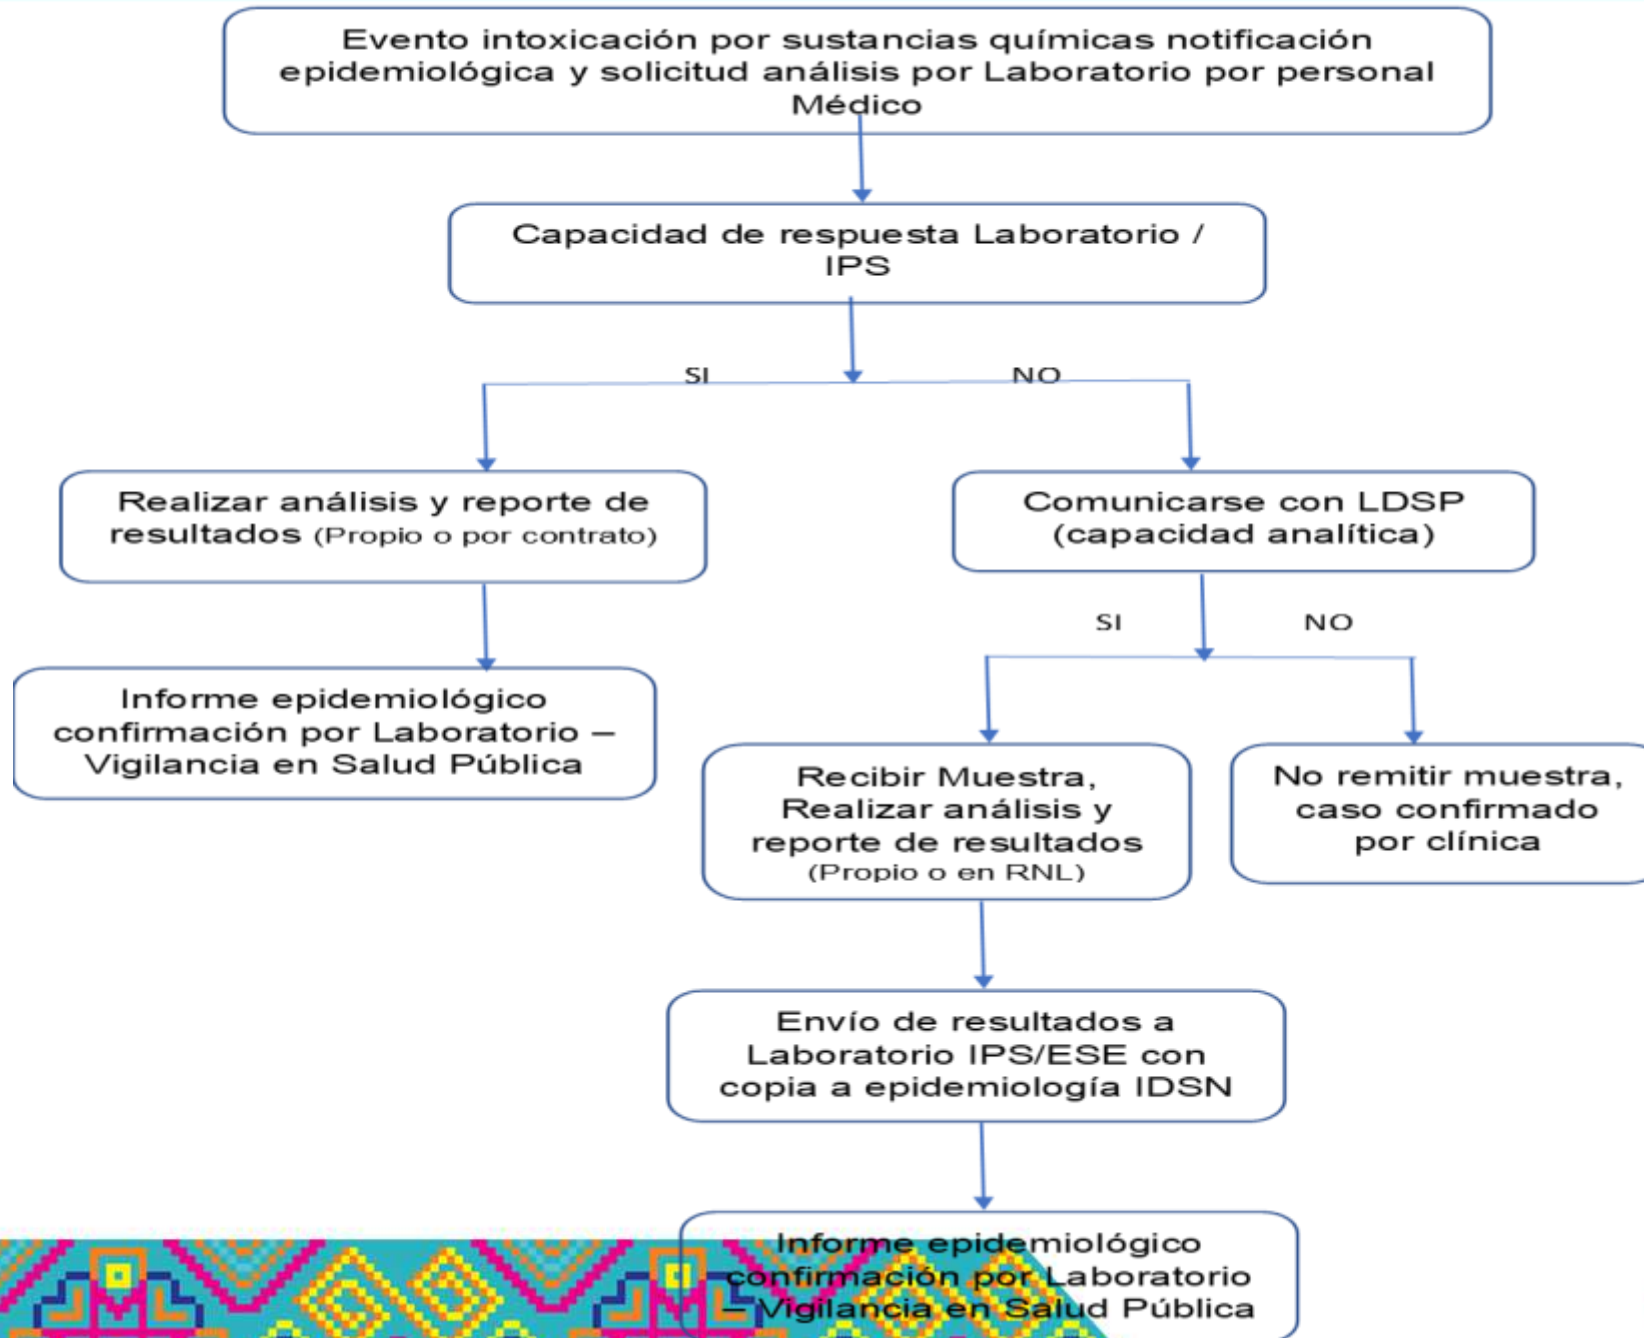 Evento intoxicación por sustancias químicas notificación
epidemiológica y solicitud análisis por Laboratorio por personal
Médico
Capacidad de respuesta Laboratorio /
IPS
SI
NO
Realizar análisis y reporte de
resultados (Propio o por contrato)
Comunicarse con LDSP
(capacidad analítica)
SI
NO
Informe epidemiológico
confirmación por Laboratorio –
Vigilancia en Salud Pública
Recibir Muestra,
Realizar análisis y
reporte de resultados
(Propio o en RNL)
No remitir muestra,
caso confirmado
por clínica
Envío de resultados a
Laboratorio IPS/ESE con
copia a epidemiología IDSN
Informe epidemiológico
confirmación por Laboratorio
– Vigilancia en Salud Pública